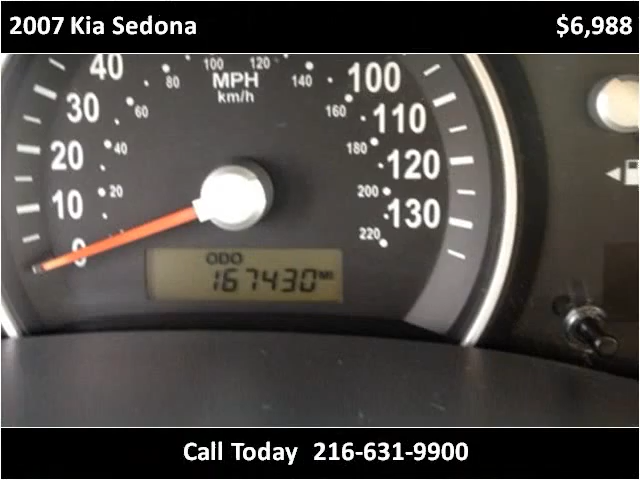 2007 Kia Sedona $6,988
100 120
40 80 MPH 140 100
km/h
30 60 160 110
20 40 180 120
10 20 200 130
0 220
ODO
167430 MI
Call Today 216-631-9900